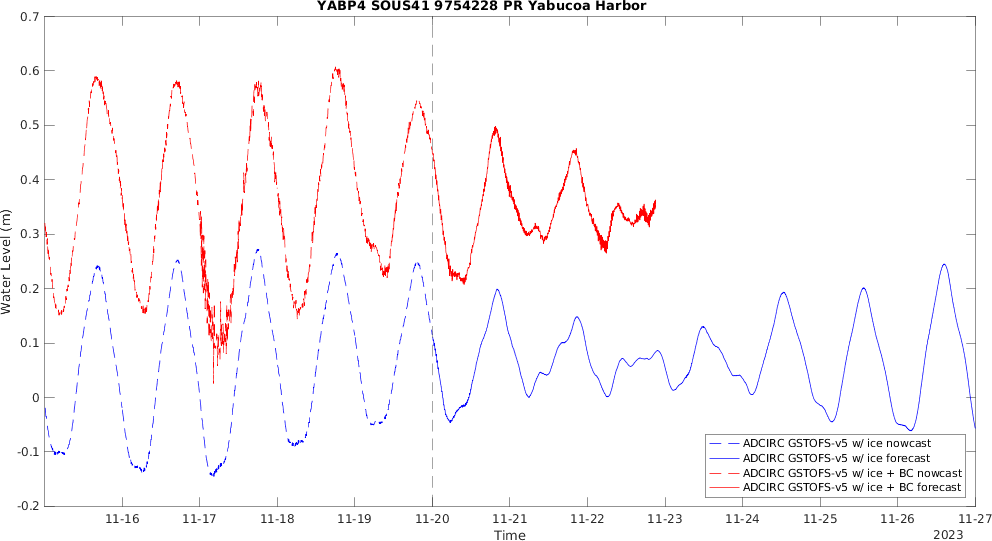 YABP4 SOUS41 9754228 PR Yabucoa Harbor
0.7
0.6
0.5
0.4
0.3
0.2
0.1
0
-0.1
-0.2
Water Level (m)
11-16 11-17 11-18 11-19 11-20 11-21 11-22 11-23 11-24 11-25 11-26 11-27
Time
2023
ADCIRC GSTOFS-v5 w/ ice nowcast
ADCIRC GSTOFS-v5 w/ ice forecast
ADCIRC GSTOFS-v5 w/ ice + BC nowcast
ADCIRC GSTOFS-v5 w/ ice + BC forecast